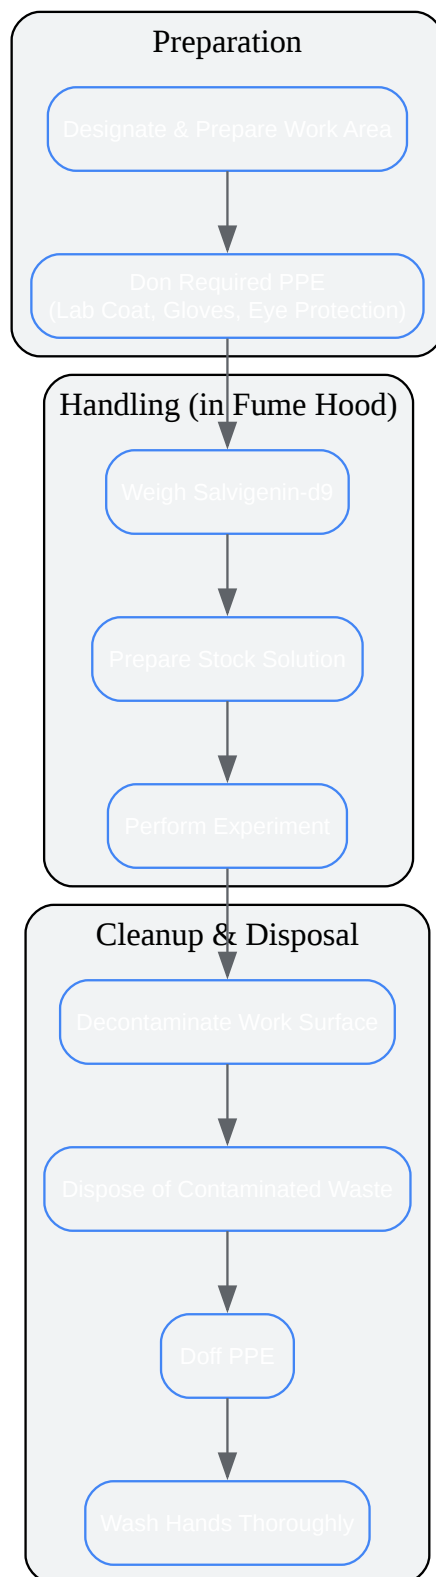 Preparation
Designate & Prepare Work Area
Don Required PPE
(Lab Coat, Gloves, Eye Protection)
Handling (in Fume Hood)
Weigh Salvigenin-d9
Prepare Stock Solution
Perform Experiment
Cleanup & Disposal
Decontaminate Work Surface
Dispose of Contaminated Waste
Doff PPE
Wash Hands Thoroughly